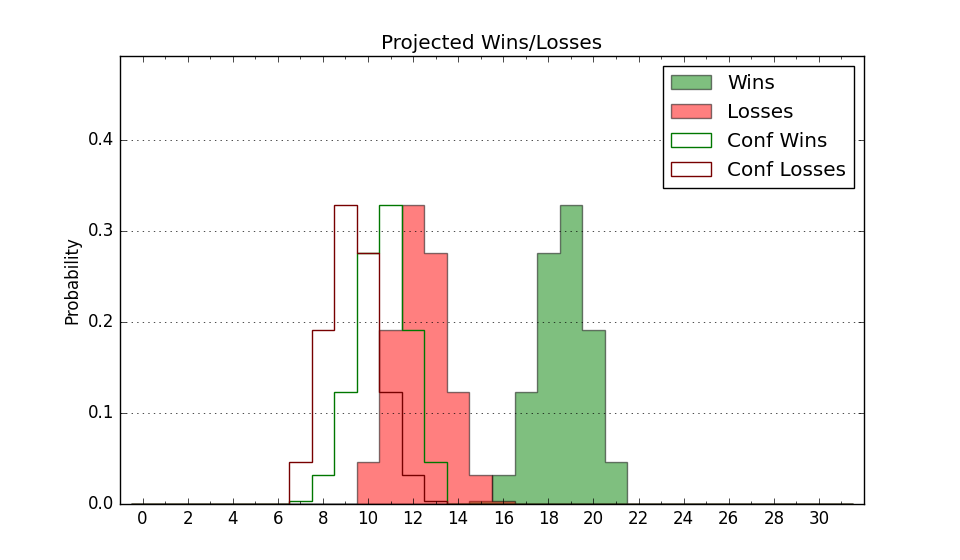 Projected Wins/Losses
Wins
Losses
Conf Wins
Conf Losses
Probability
0.4
0.3
0.2
0.1
0.0
0 2 4 6 8 10 12 14 16 18 20 22 24 26 28 30